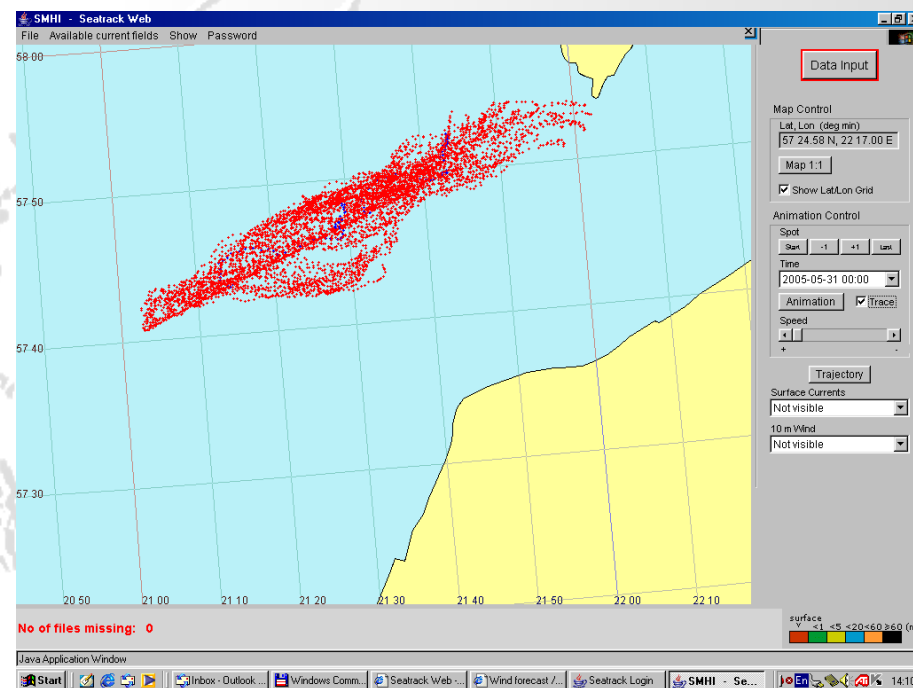 SMHI - Seatrack Web
File Available current fields Show Password
58 00
57 50
57 40
57 30
20 50 21 00 21 10 21 20 21 30 21 40 21 50 22 00 22 10
No of files missing: 0
Java Application Window
Data Input
Map Control
Lat, Lon (deg min)
57 24.58 N, 22 17.00 E
Map 1:1
Show Lat/Lon Grid
Animation Control
Spot
Start -1 +1 Last
Time
2005-05-31 00:00
Animation Trace
Speed
+ -
Trajectory
Surface Currents
Not visible
10 m Wind
Not visible
surface
<1 <5 <20 <60 ≥60 (m
Start Inbox - Outlook ... Windows Comm... Seatrack Web -... Wind forecast /... Seatrack Login SMHI - Se... En 14:18